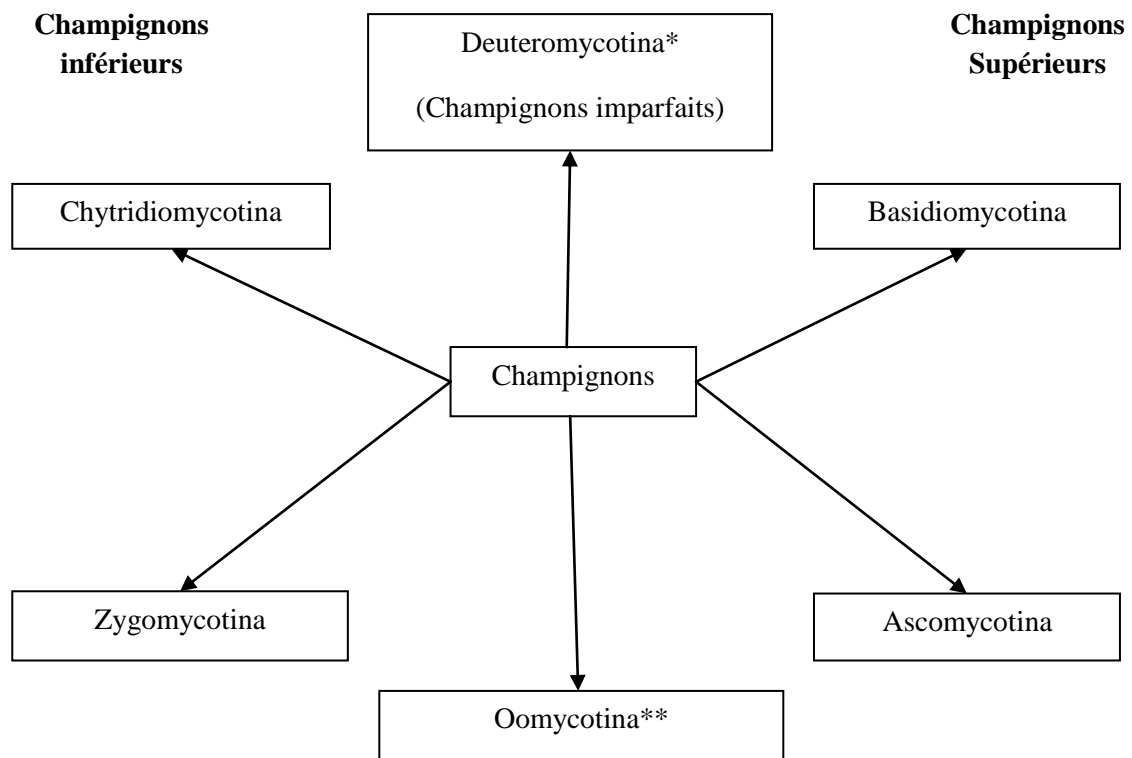 Champignons
inférieurs
Deuteromycotina*
(Champignons imparfaits)
Champignons
Supérieurs
Chytridiomycotina
Basidiomycotina
Champignons
Zygomycotina
Ascomycotina
Oomycotina**